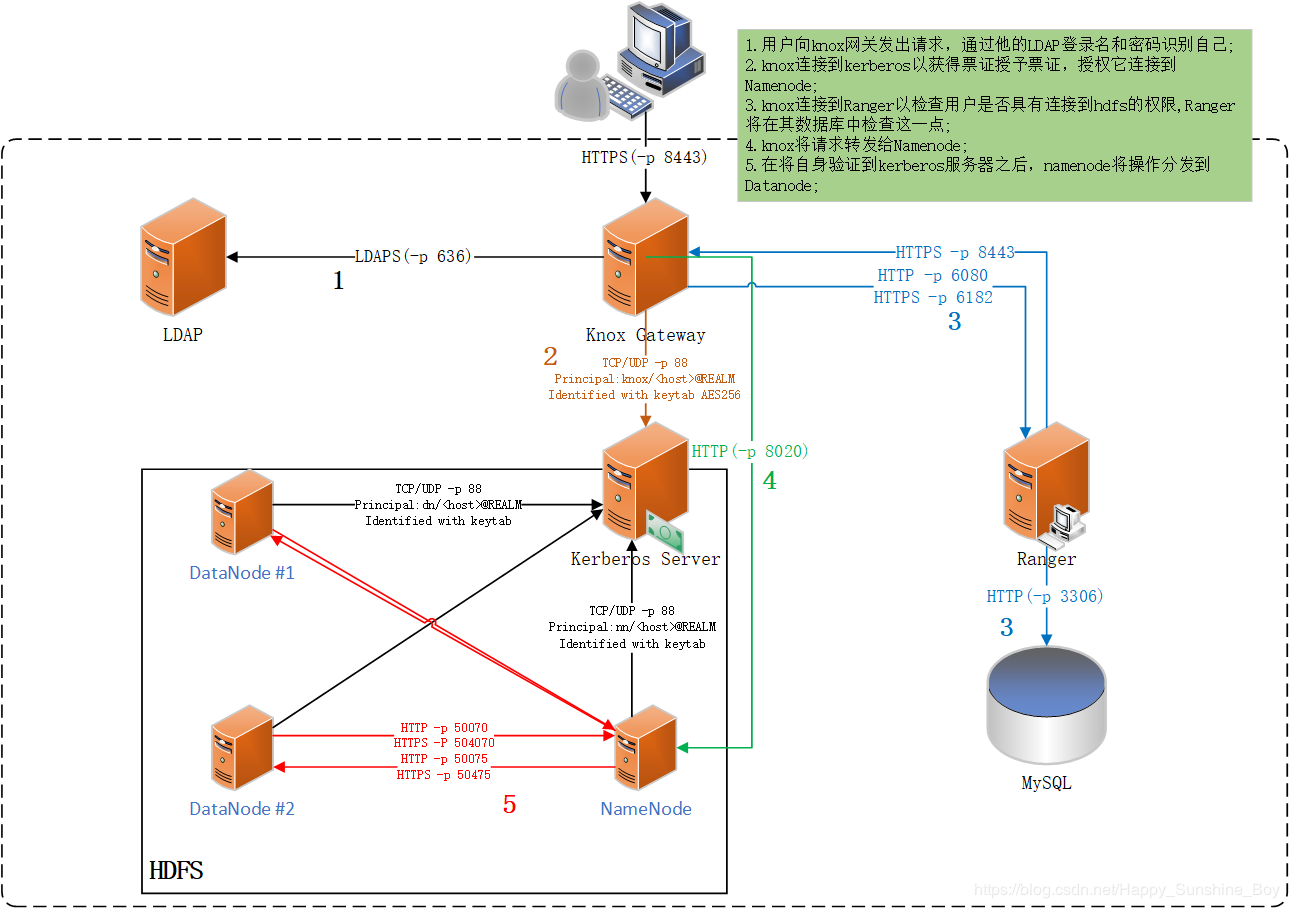 1.用户向knox网关发出请求，通过他的LDAP登录名和密码识别自己;
2.knox连接到kerberos以获得票证授予票证，授权它连接到
Namenode;
3.knox连接到Ranger以检查用户是否具有连接到hdfs的权限,Ranger
将在其数据库中检查这一点;
4.knox将请求转发给Namenode;
5.在将自身验证到kerberos服务器之后，namenode将操作分发到
Datanode;
HTTPS(-p 8443)
LDAPS(-p 636)
1
LDAP
Knox Gateway
HTTPS -p 8443
HTTP -p 6080
HTTPS -p 6182
3
2
TCP/UDP -p 88
Principal:knox/<host>@REALM
Identified with keytab AES256
HTTP(-p 8020)
4
TCP/UDP -p 88
Principal:dn/<host>@REALM
Identified with keytab
DataNode #1
Kerberos Server
Ranger
HTTP(-p 3306)
3
TCP/UDP -p 88
Principal:nn/<host>@REALM
Identified with keytab
HTTP -p 50070
HTTPS -P 504070
HTTP -p 50075
HTTPS -p 50475
5
DataNode #2
NameNode
MySQL
HDFS
https://blog.csdn.net/Happy_Sunshine_Boy